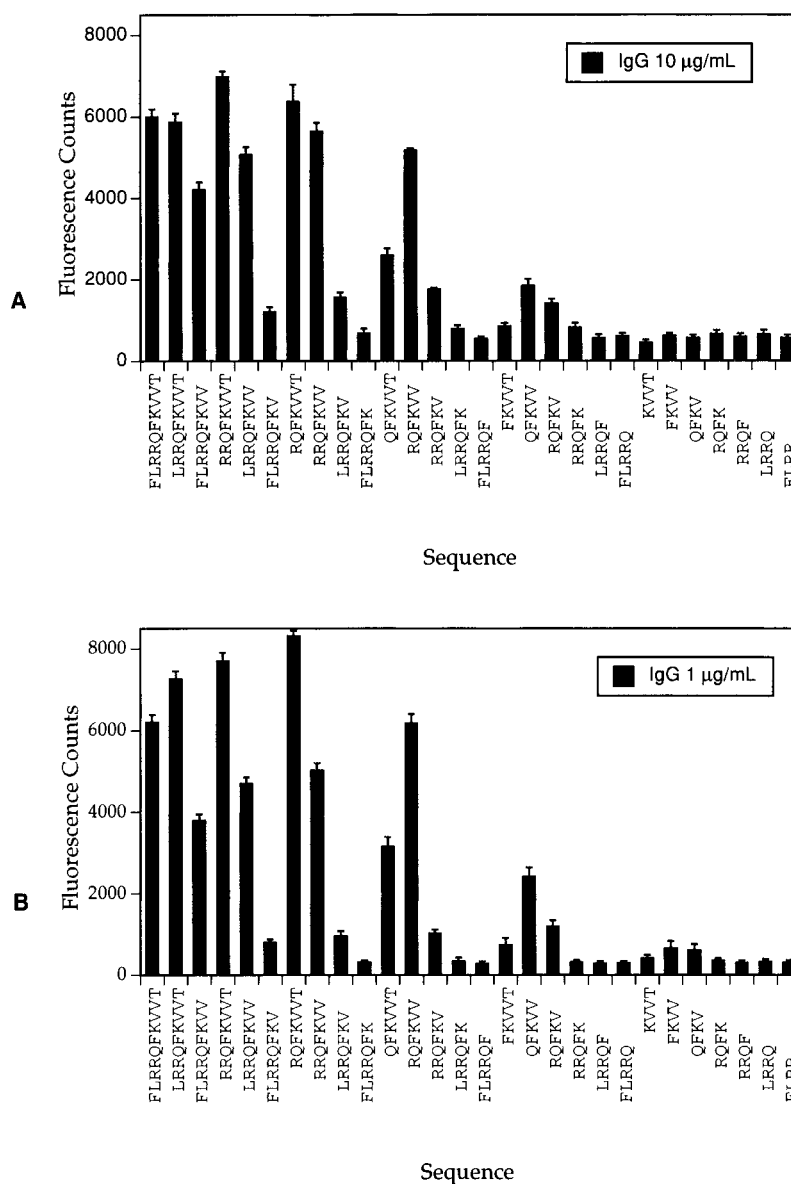 8000
IgG 10 µg/mL
6000
4000
2000
0
Fluorescence Counts
A
FLRRQFKVVT
LRRQFKVVT
FLRRQFKVV
RRQFKVVT
LRRQFKVV
FLRRQFKV
RQFKVVT
RRQFKVV
LRRQFKV
FLRRQFK
QFKVVT
RQFKVV
RRQFKV
LRRQFK
FLRRQF
FKVVT
QFKVV
RQFKV
RRQFK
LRRQF
FLRRQ
KVVT
FKVV
QFKV
RQFK
RRQF
LRRQ
FLRR
Sequence
8000
IgG 1 µg/mL
6000
4000
2000
0
Fluorescence Counts
B
FLRRQFKVVT
LRRQFKVVT
FLRRQFKVV
RRQFKVVT
LRRQFKVV
FLRRQFKV
RQFKVVT
RRQFKVV
LRRQFKV
FLRRQFK
QFKVVT
RQFKVV
RRQFKV
LRRQFK
FLRRQF
FKVVT
QFKVV
RQFKV
RRQFK
LRRQF
FLRRQ
KVVT
FKVV
QFKV
RQFK
RRQF
LRRQ
FLRR
Sequence